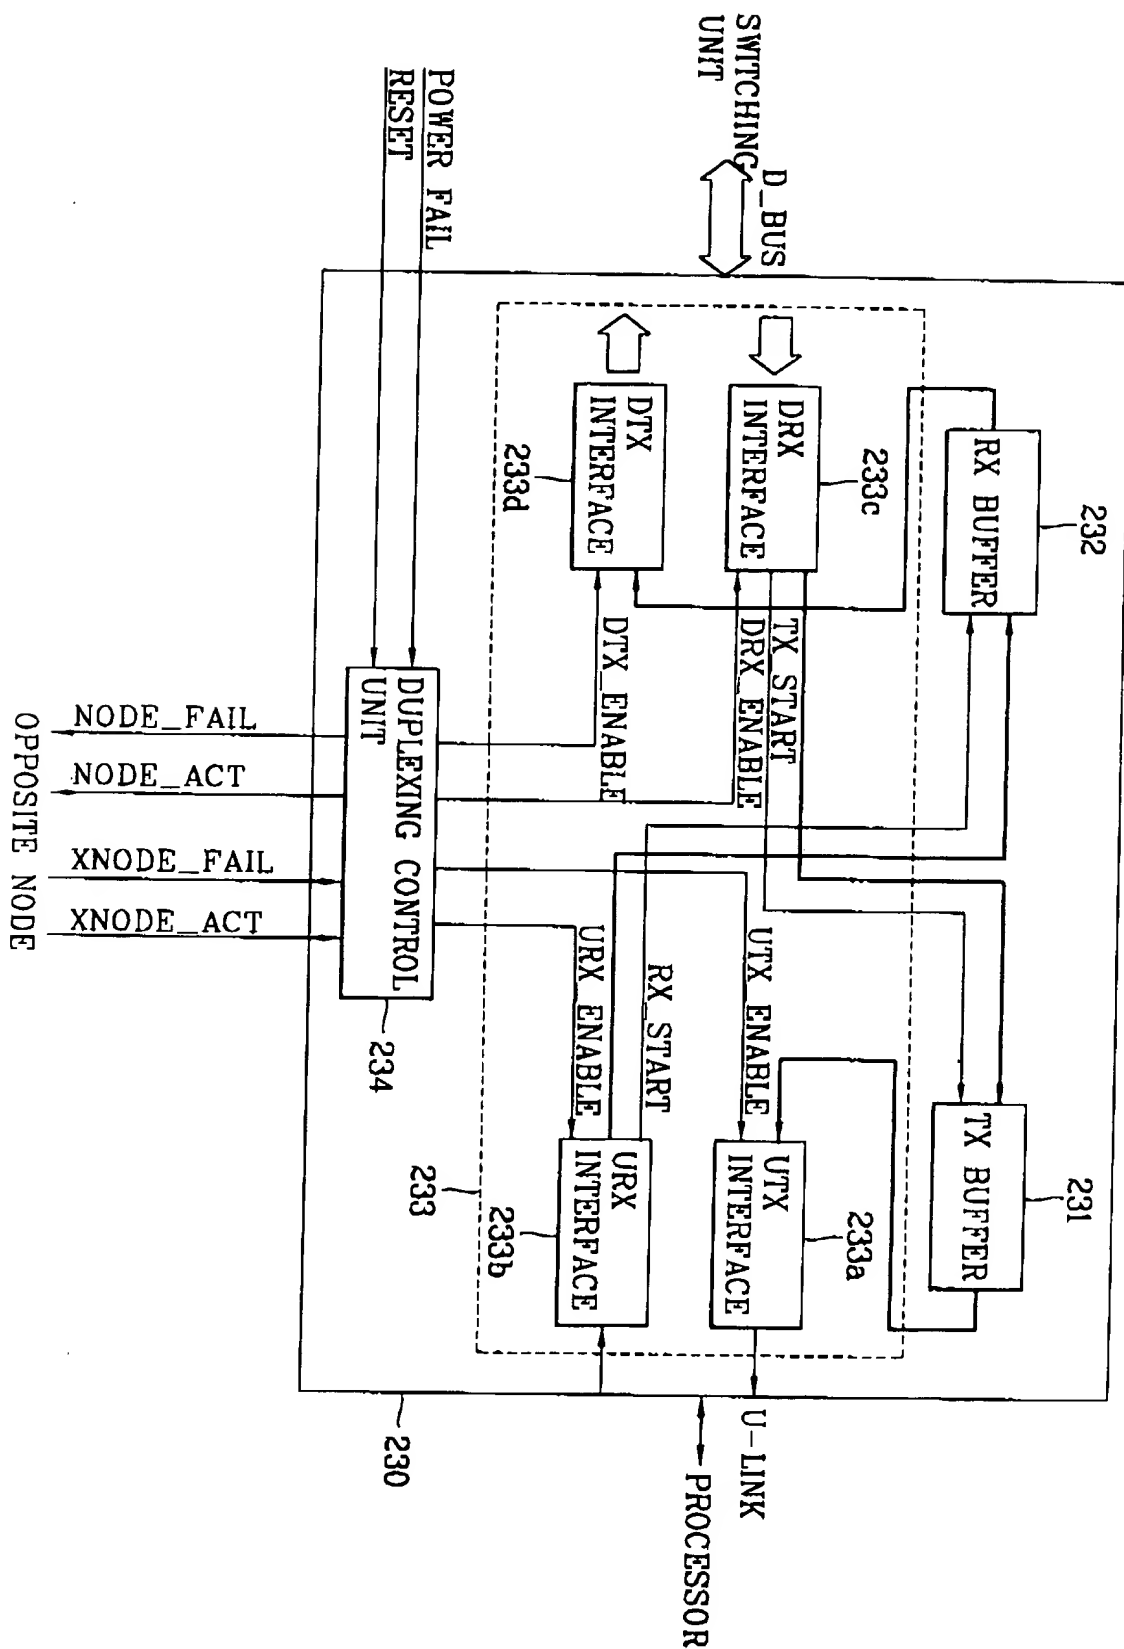 SWITCHING
UNIT
D_BUS
POWER FAIL
RESET
232
RX BUFFER
231
TX BUFFER
233c
DRX
INTERFACE
TX_START
DRX_ENABLE
233a
UTX
INTERFACE
UTX_ENABLE
U-LINK
PROCESSOR
DTX
INTERFACE
233d
DTX_ENABLE
RX_START
URX_ENABLE
URX
INTERFACE
233b
233
DUPLEXING CONTROL
UNIT
234
230
NODE_FAIL
NODE_ACT
XNODE_FAIL
XNODE_ACT
OPPOSITE NODE